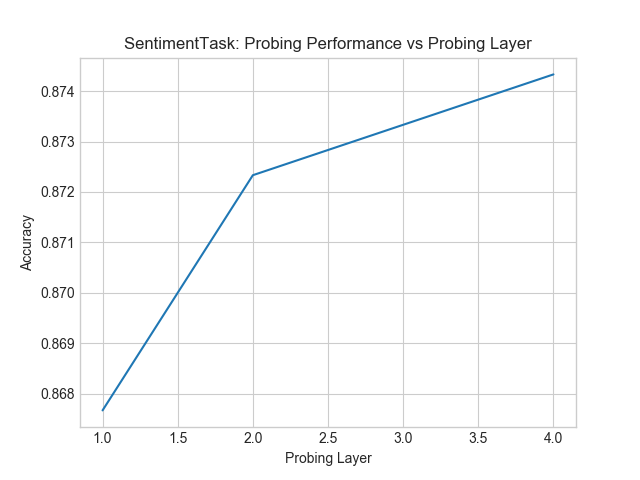 SentimentTask: Probing Performance vs Probing Layer
0.874
0.873
0.872
0.871
0.870
0.869
0.868
Accuracy
1.0 1.5 2.0 2.5 3.0 3.5 4.0
Probing Layer